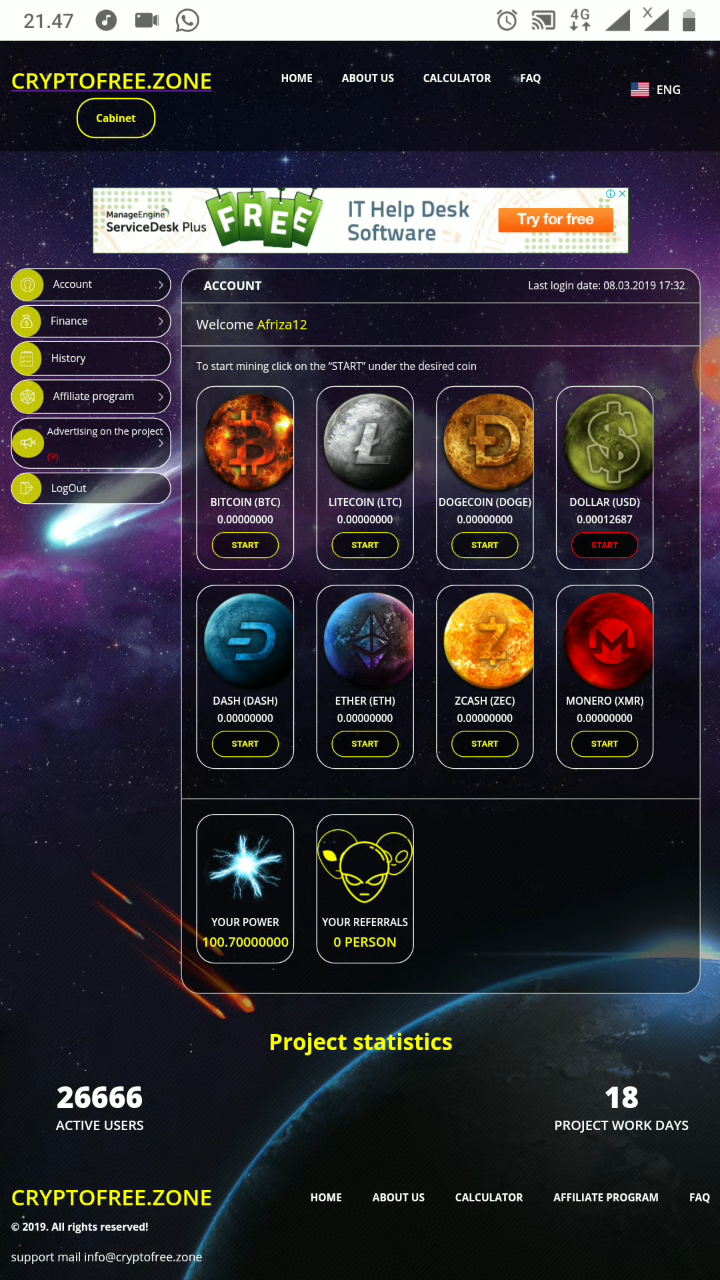 21.47
4G
X
CRYPTOFREE.ZONE
HOME ABOUT US CALCULATOR FAQ
ENG
Cabinet
ManageEngine
ServiceDesk Plus
FREE
IT Help Desk
Software
Try for free
Account
Finance
History
Affiliate program
Advertising on the project
(9)
LogOut
ACCOUNT
Last login date: 08.03.2019 17:32
Welcome Afriza12
To start mining click on the "START" under the desired coin
BITCOIN (BTC) LITECOIN (LTC) DOGECOIN (DOGE) DOLLAR (USD)
0.00000000 0.00000000 0.00000000 0.00012687
START START START START
DASH (DASH) ETHER (ETH) ZCASH (ZEC) MONERO (XMR)
0.00000000 0.00000000 0.00000000 0.00000000
START START START START
YOUR POWER YOUR REFERRALS
100.70000000 0 PERSON
Project statistics
26666 18
ACTIVE USERS PROJECT WORK DAYS
CRYPTOFREE.ZONE
HOME ABOUT US CALCULATOR AFFILIATE PROGRAM FAQ
© 2019. All rights reserved!
support mail info@cryptofree.zone